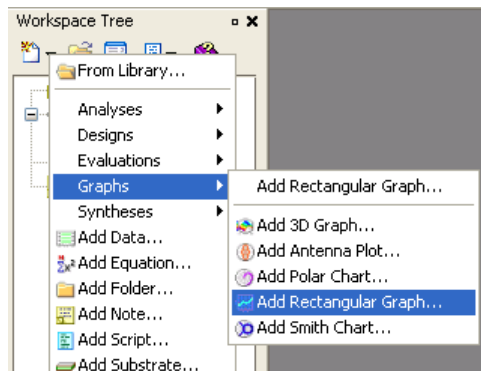 Workspace Tree
From Library...
Analyses
Designs
Evaluations
Graphs
Syntheses
Add Data...
Add Equation...
Add Folder...
Add Note...
Add Script...
Add Substrate...
Add Rectangular Graph...
Add 3D Graph...
Add Antenna Plot...
Add Polar Chart...
Add Rectangular Graph...
Add Smith Chart...